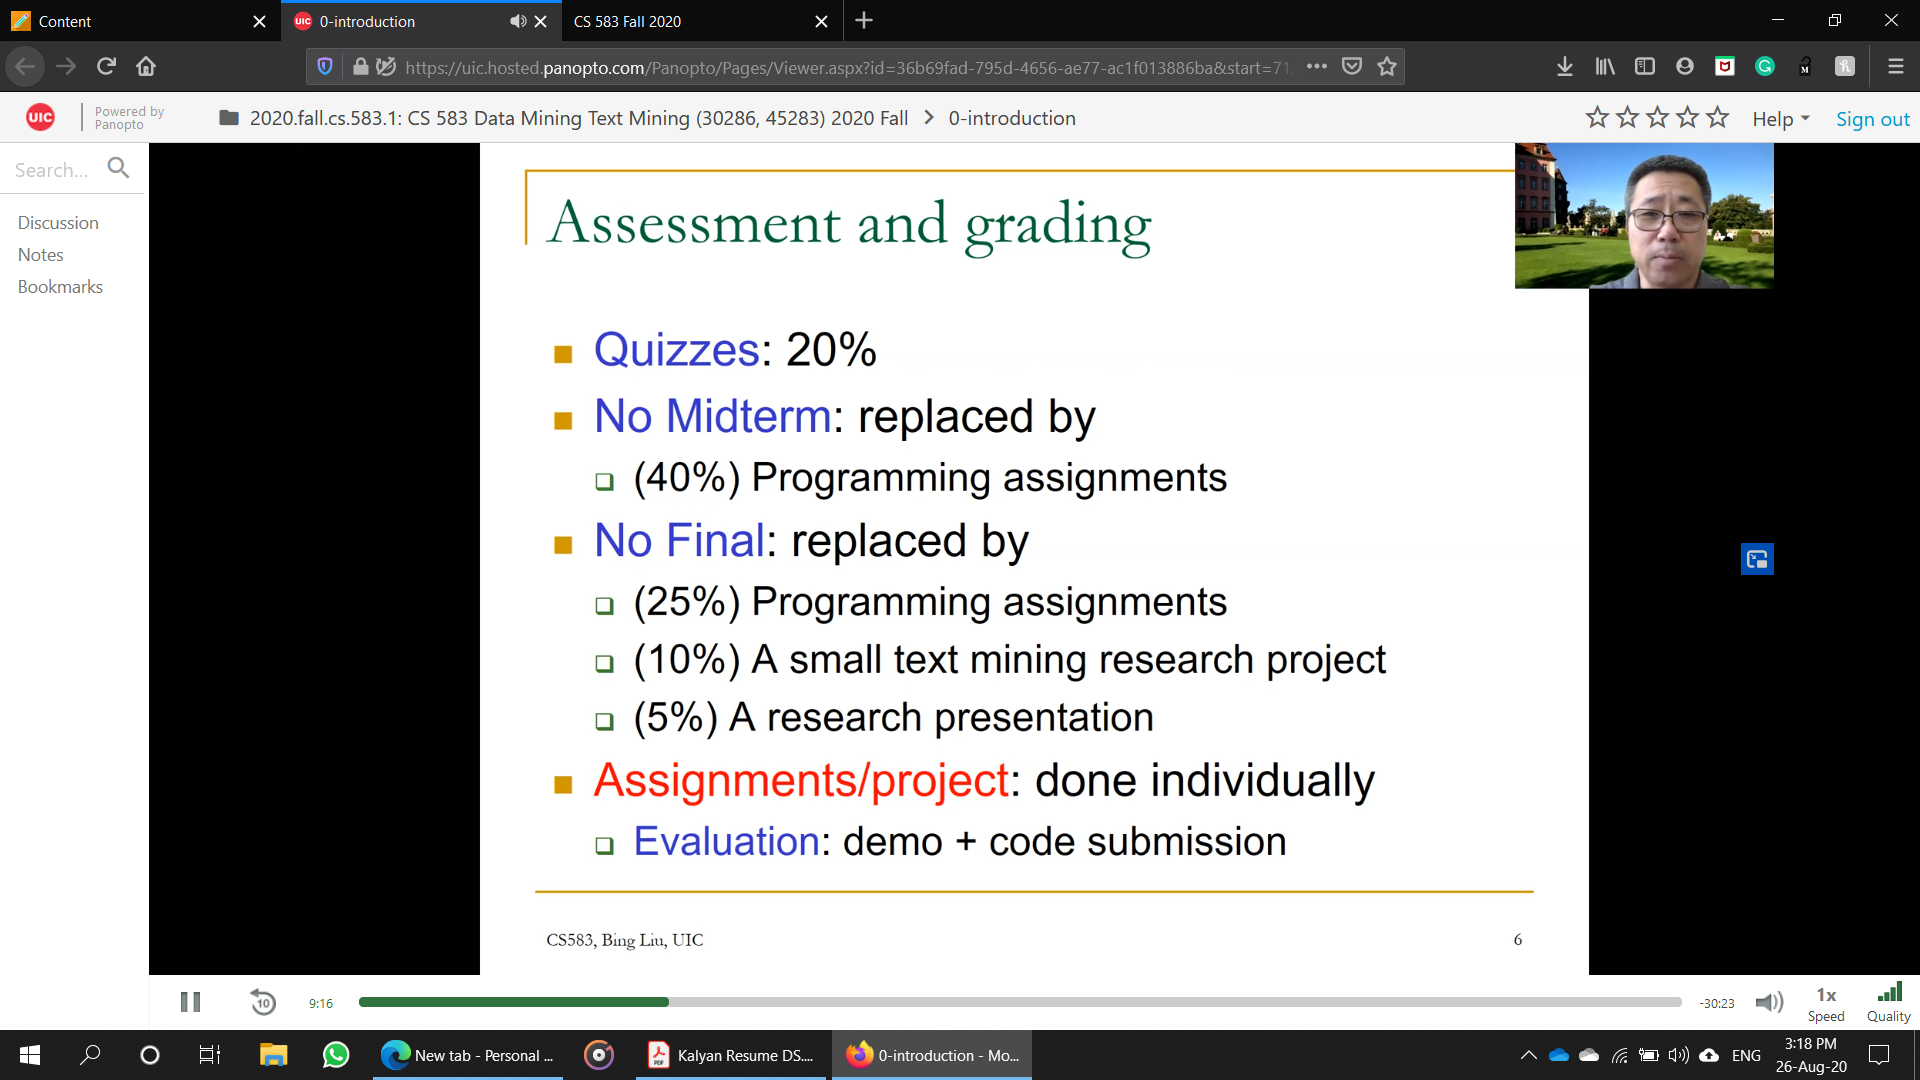 Content
UIC 0-introduction
CS 583 Fall 2020
https://uic.hosted.panopto.com/Panopto/Pages/Viewer.aspx?id=36b69fad-795d-4656-ae77-ac1f013886ba&start=71.
UIC
Powered by
Panopto
2020.fall.cs.583.1: CS 583 Data Mining Text Mining (30286, 45283) 2020 Fall > 0-introduction
Help
Sign out
Search...
Discussion
Notes
Bookmarks
Assessment and grading
Quizzes: 20%
No Midterm: replaced by
(40%) Programming assignments
No Final: replaced by
(25%) Programming assignments
(10%) A small text mining research project
(5%) A research presentation
Assignments/project: done individually
Evaluation: demo + code submission
CS583, Bing Liu, UIC
6
10
9:16
-30:23
1x
Speed
Quality
New tab - Personal ...
PDF
Kalyan Resume DS....
0-introduction - Mo...
ENG
3:18 PM
26-Aug-20